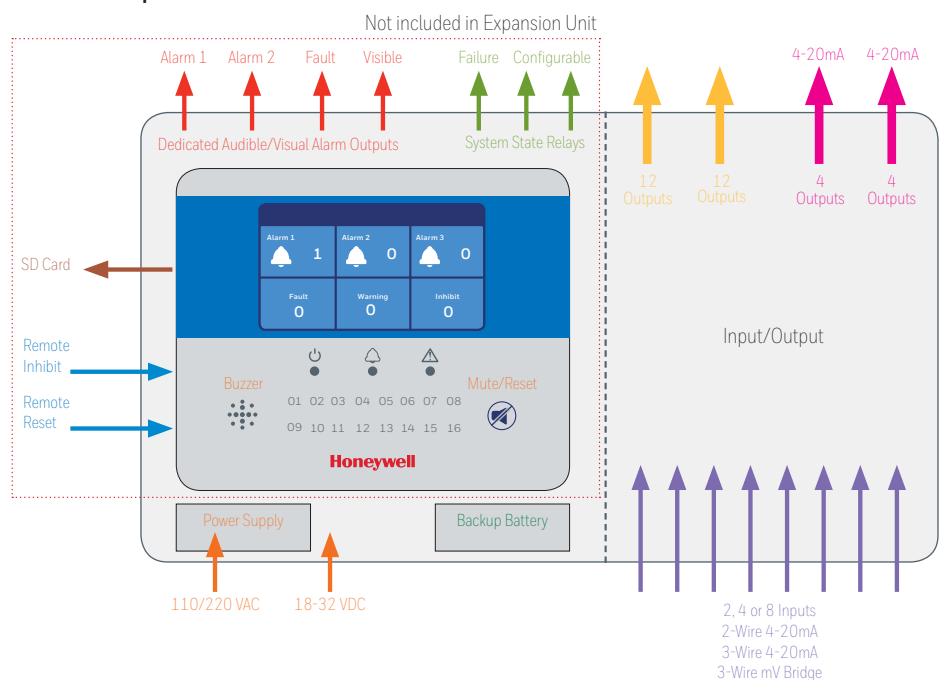 Not included in Expansion Unit
Alarm 1 Alarm 2 Fault Visible Failure Configurable 4-20mA 4-20mA
Dedicated Audible/Visual Alarm Outputs
System State Relays
12 Outputs
12 Outputs
4 Outputs
4 Outputs
SD Card
Alarm 1 1
Alarm 2 0
Alarm 3 0
Fault 0
Warning 0
Inhibit 0
Input/Output
Remote
Inhibit
Remote
Reset
Buzzer
Mute/Reset
01 02 03 04 05 06 07 08
09 10 11 12 13 14 15 16
Honeywell
Power Supply
Backup Battery
110/220 VAC
18-32 VDC
2, 4 or 8 Inputs
2-Wire 4-20mA
3-Wire 4-20mA
3-Wire mV Bridge